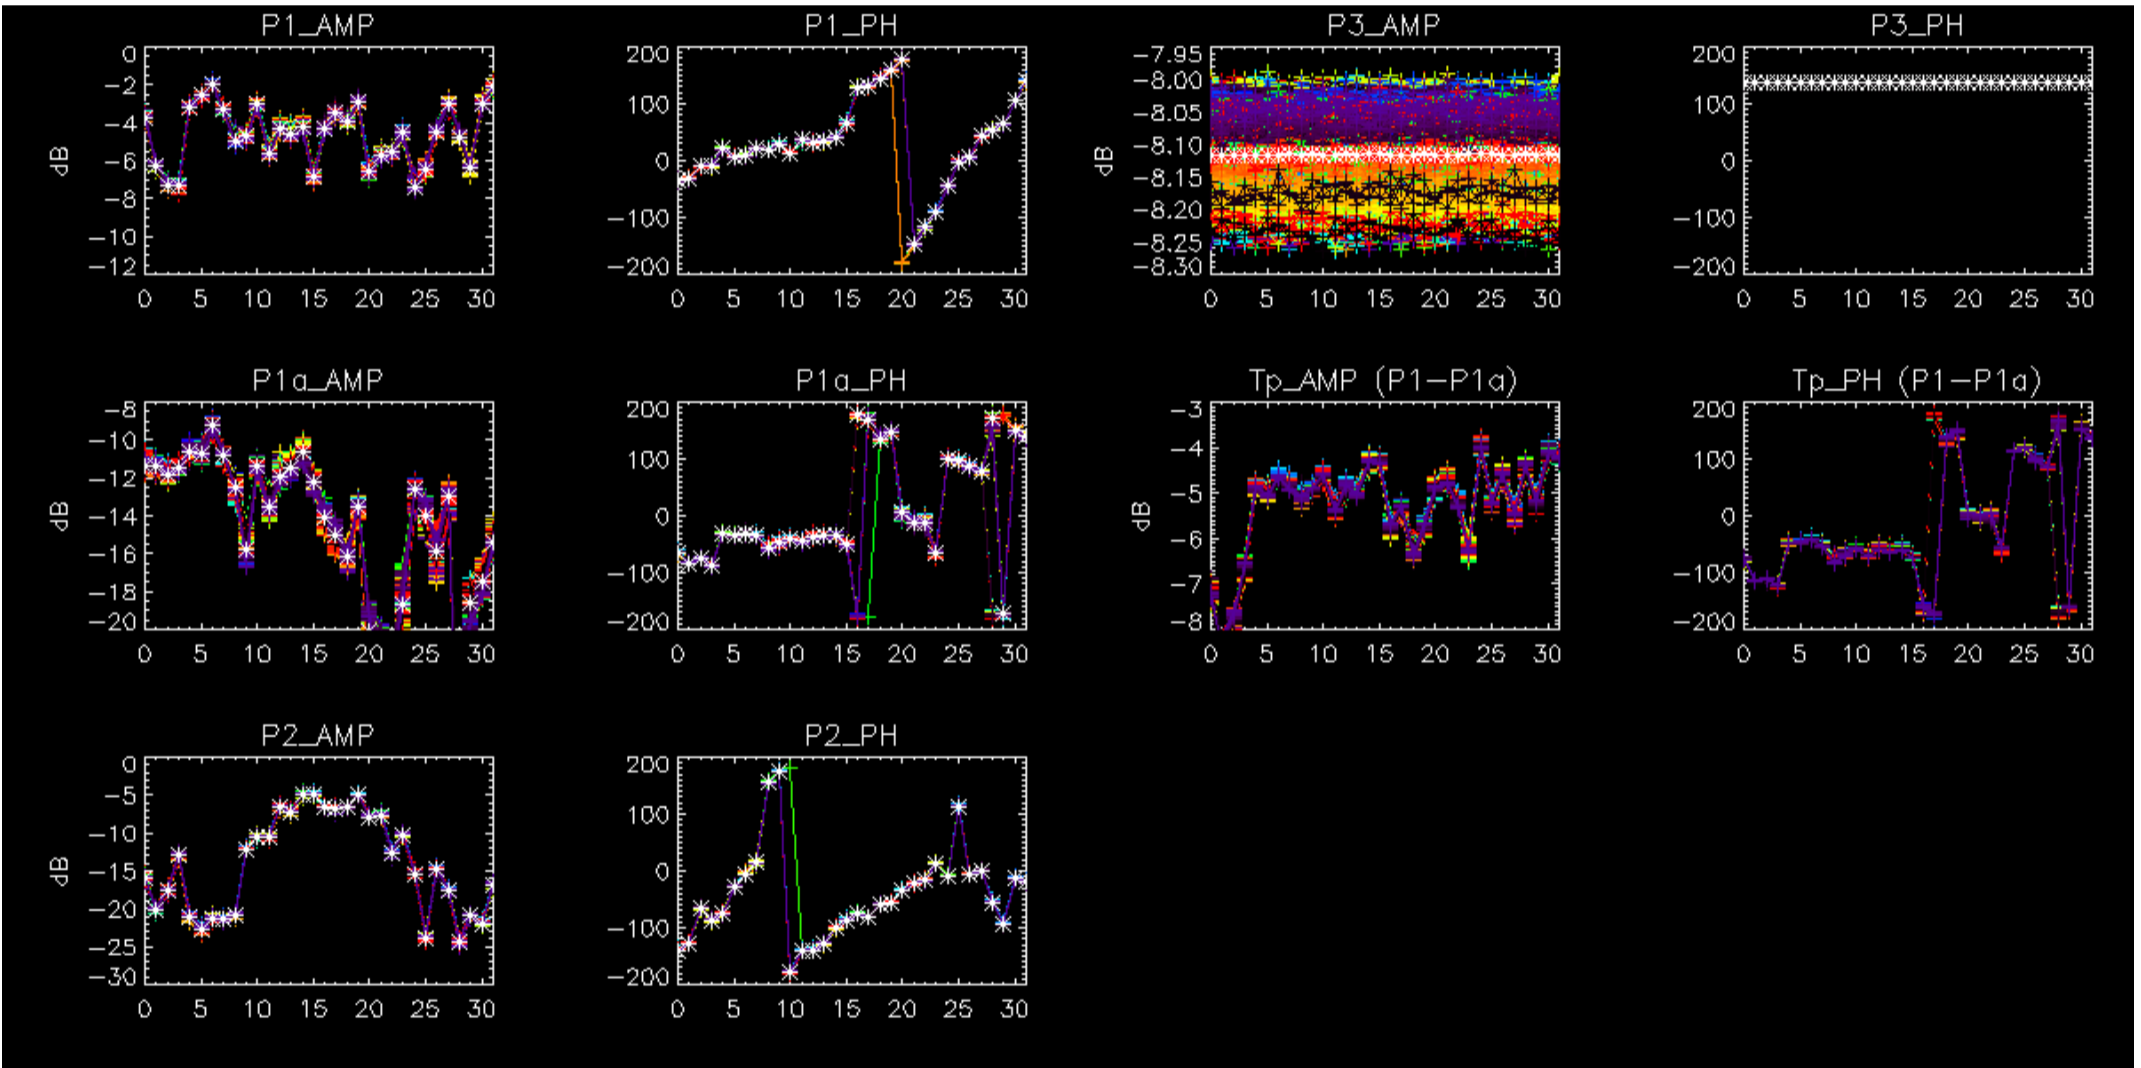 P1_AMP
P1_PH
P3_AMP
P3_PH
dB
0
−2
−4
−6
−8
−10
−12
0 5 10 15 20 25 30
200
100
0
−100
−200
0 5 10 15 20 25 30
dB
−7.95
−8.00
−8.05
−8.10
−8.15
−8.20
−8.25
−8.30
0 5 10 15 20 25 30
200
100
0
−100
−200
0 5 10 15 20 25 30
P1a_AMP
P1a_PH
Tp_AMP (P1−P1a)
Tp_PH (P1−P1a)
dB
−8
−10
−12
−14
−16
−18
−20
0 5 10 15 20 25 30
200
100
0
−100
−200
0 5 10 15 20 25 30
dB
−3
−4
−5
−6
−7
−8
0 5 10 15 20 25 30
200
100
0
−100
−200
0 5 10 15 20 25 30
P2_AMP
P2_PH
dB
0
−5
−10
−15
−20
−25
−30
0 5 10 15 20 25 30
200
100
0
−100
−200
0 5 10 15 20 25 30